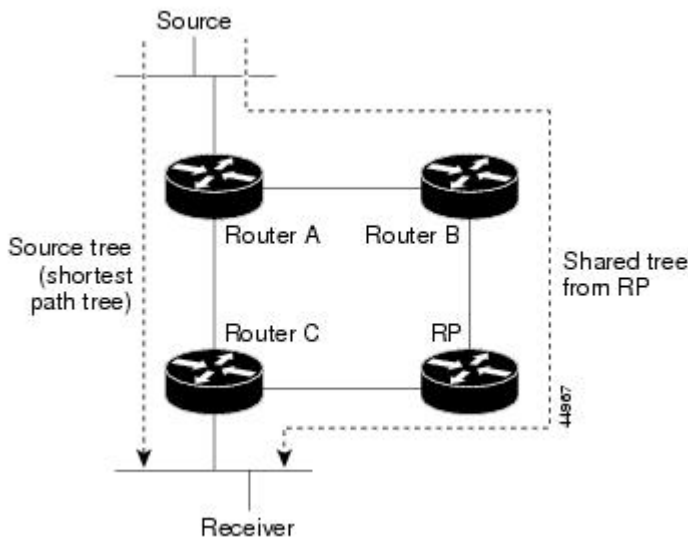 Source
Router A
Router B
Source tree
(shortest
path tree)
Shared tree
from RP
Router C
RP
44967
Receiver